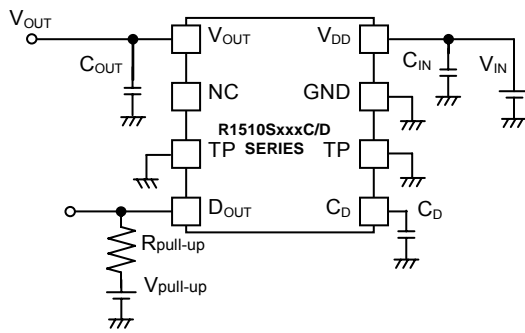 VOUT
COUT
VOUT
VDD
CIN
VIN
NC
GND
R1510SxxxC/D
SERIES
TP
TP
DOUT
CD
CD
Rpull-up
Vpull-up